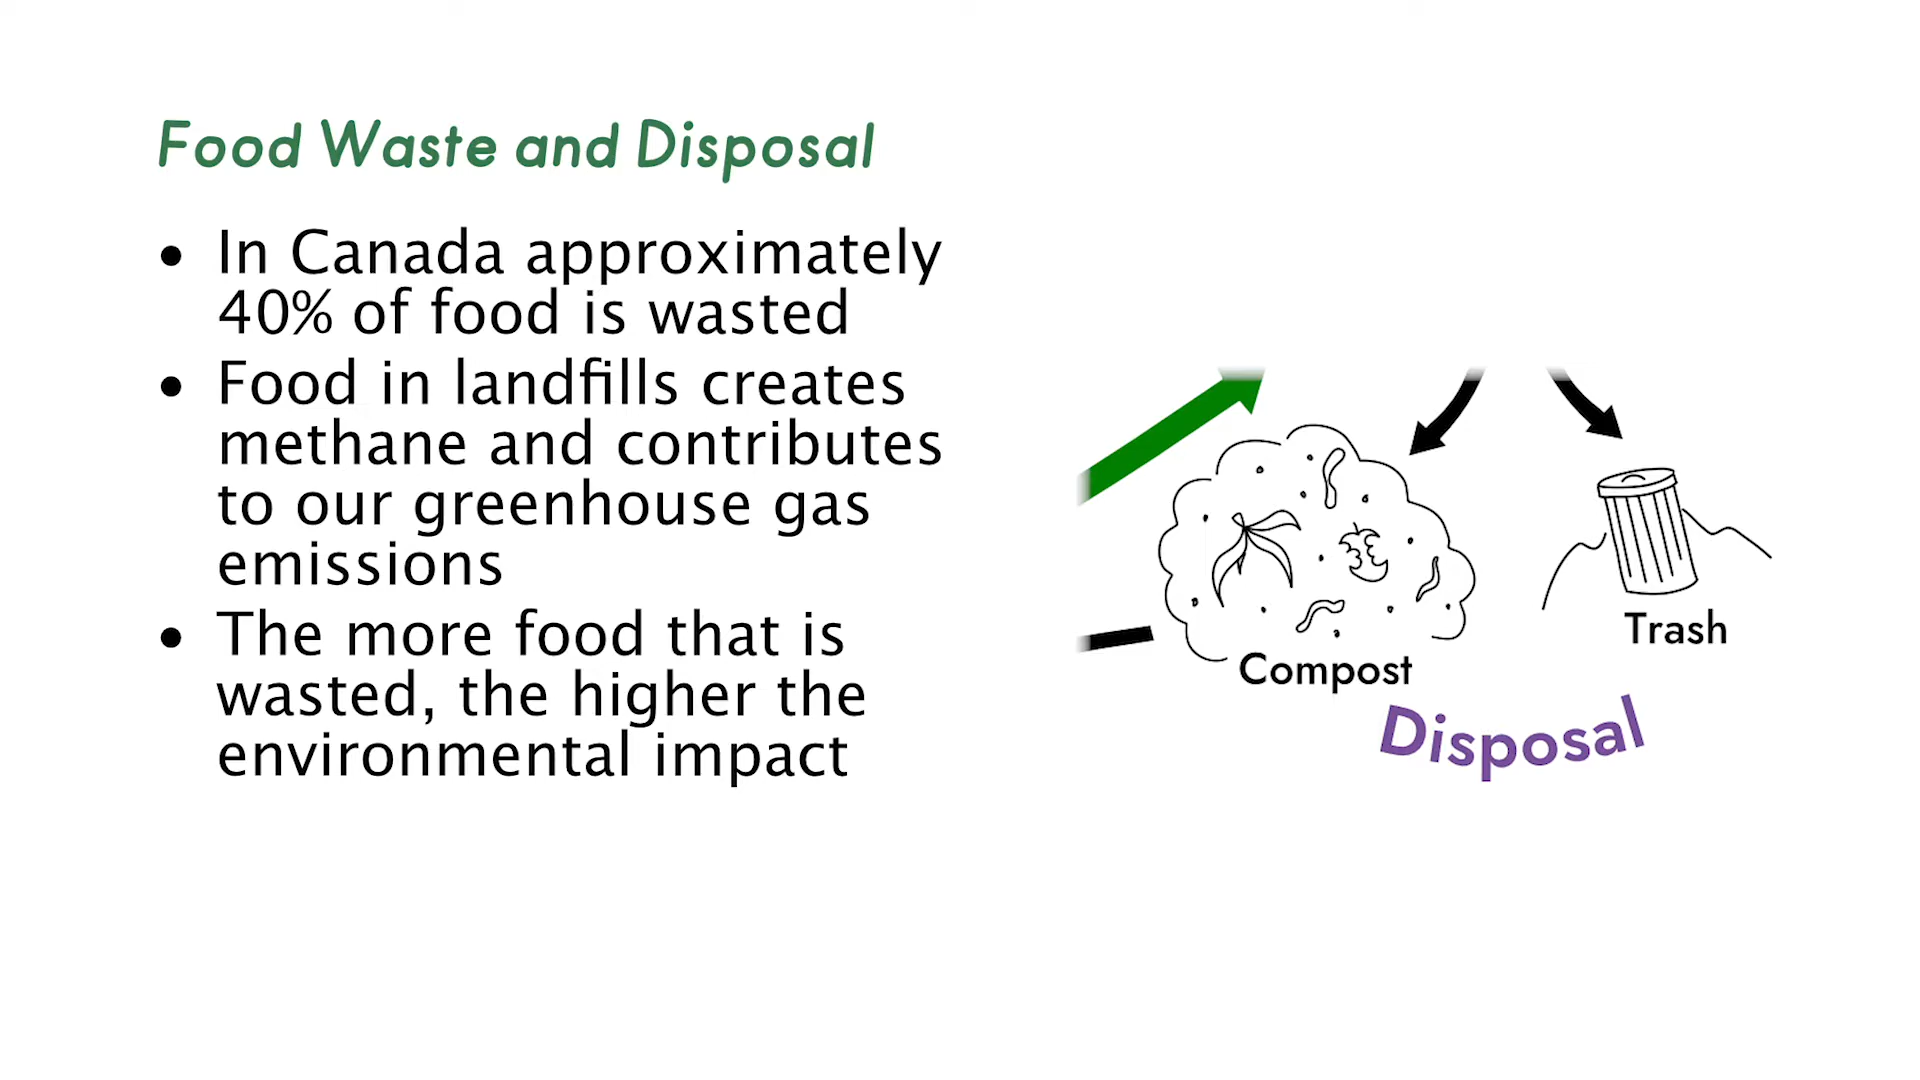 Food Waste and Disposal
• In Canada approximately
40% of food is wasted
• Food in landfills creates
methane and contributes
to our greenhouse gas
emissions
• The more food that is
wasted, the higher the
environmental impact
Trash
Compost
Disposal